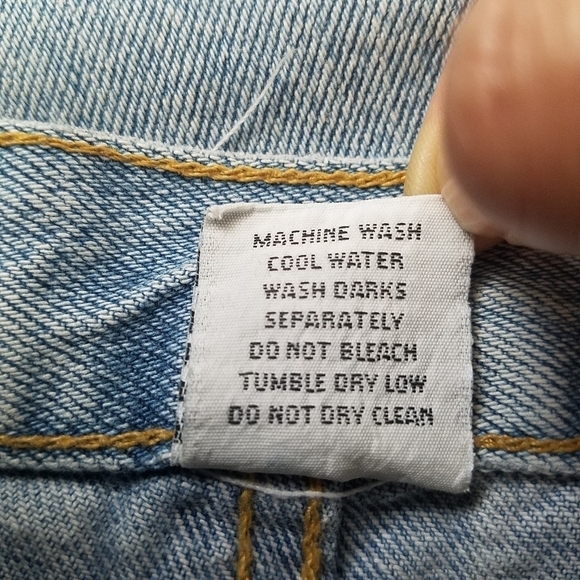 MACHINE WASH
COOL WATER
WASH DARKS
SEPARATELY
DO NOT BLEACH
TUMBLE DRY LOW
DO NOT DRY CLEAN